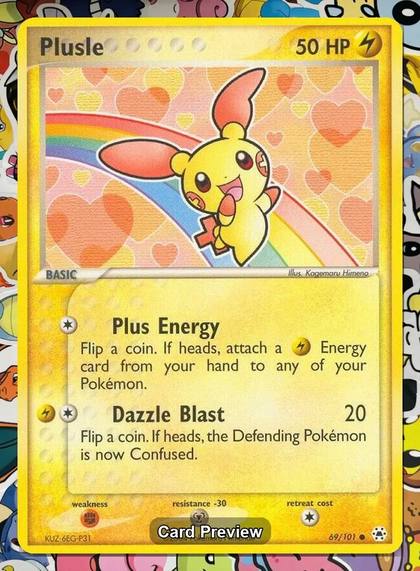 Plusle 50 HP
BASIC Illus. Kagemaru Himeno
Plus Energy
Flip a coin. If heads, attach a Energy
card from your hand to any of your
Pokémon.
Dazzle Blast 20
Flip a coin. If heads, the Defending Pokémon
is now Confused.
weakness resistance -30 retreat cost
KUZ-6EG-P31 69/101
Card Preview